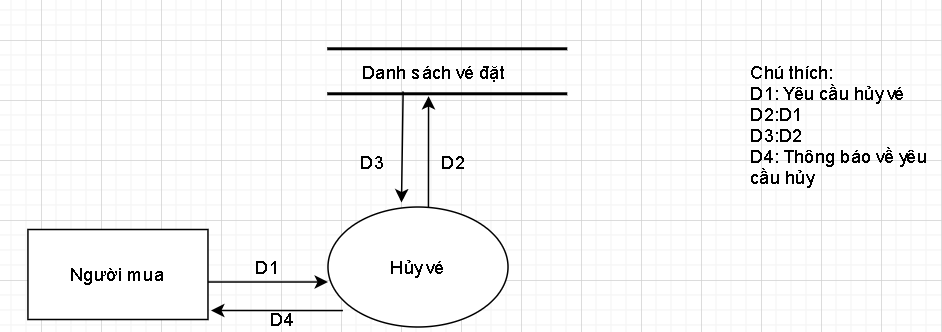 Danh sách vé đặt
D3
D2
Người mua
D1
Hủy vé
D4
Chú thích:
D1: Yêu cầu hủy vé
D2:D1
D3:D2
D4: Thông báo về yêu
cầu hủy